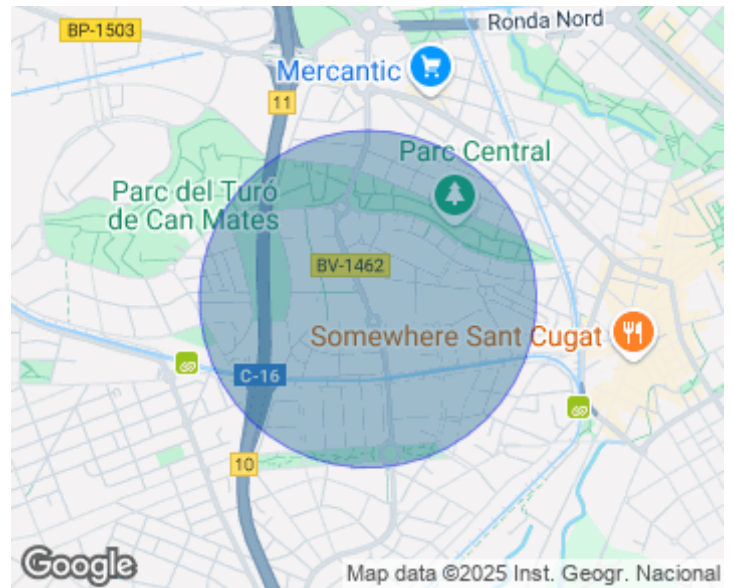 BP-1503
Ronda Nord
Mercantic
11
Parc Central
Parc del Turó
de Can Mates
BV-1462
Somewhere Sant Cugat
C-16
10
Google
Map data ©2025 Inst. Geogr. Nacional